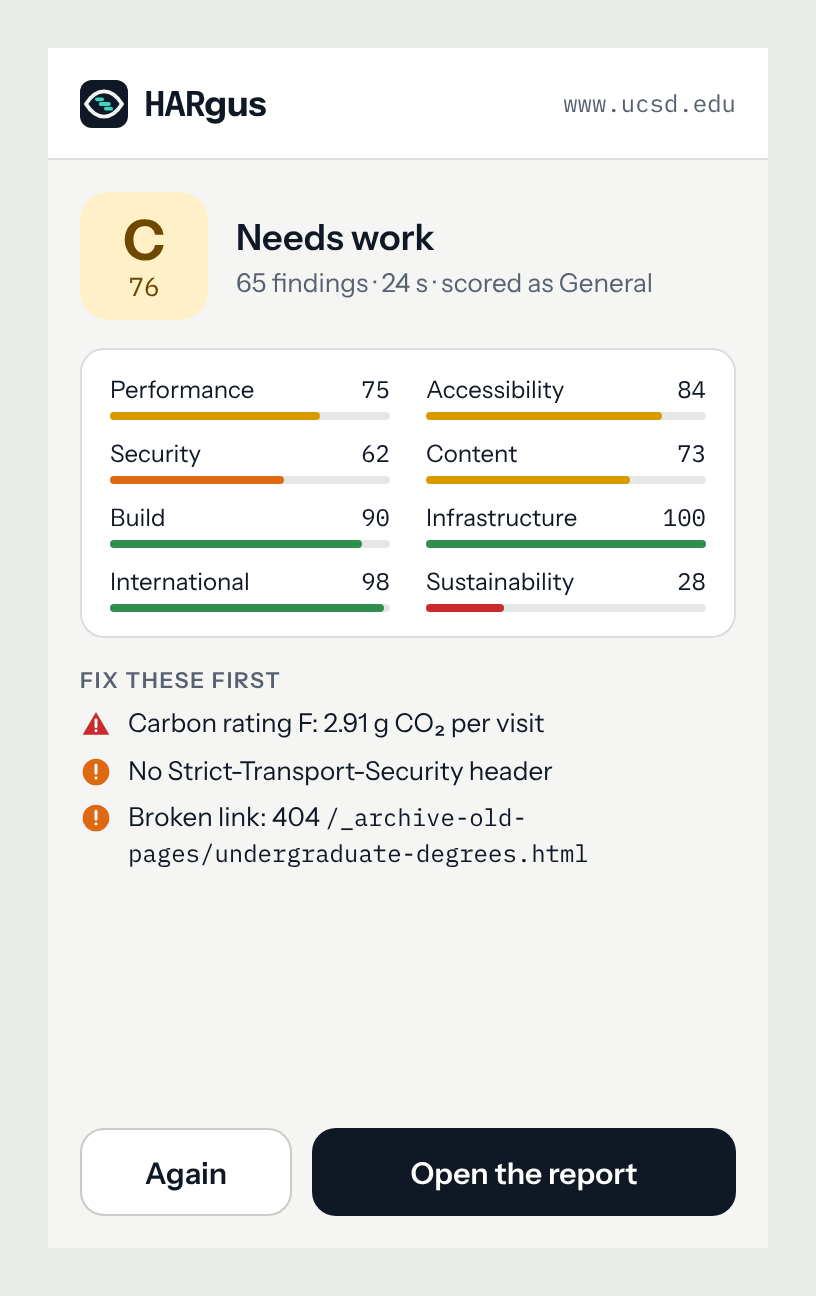 HARgus
www.ucsd.edu
C
76
Needs work
65 findings · 24 s · scored as General
Performance 75
Accessibility 84
Security 62
Content 73
Build 90
Infrastructure 100
International 98
Sustainability 28
FIX THESE FIRST
Carbon rating F: 2.91 g CO₂ per visit
No Strict-Transport-Security header
Broken link: 404 /_archive-old-
pages/undergraduate-degrees.html
Again
Open the report